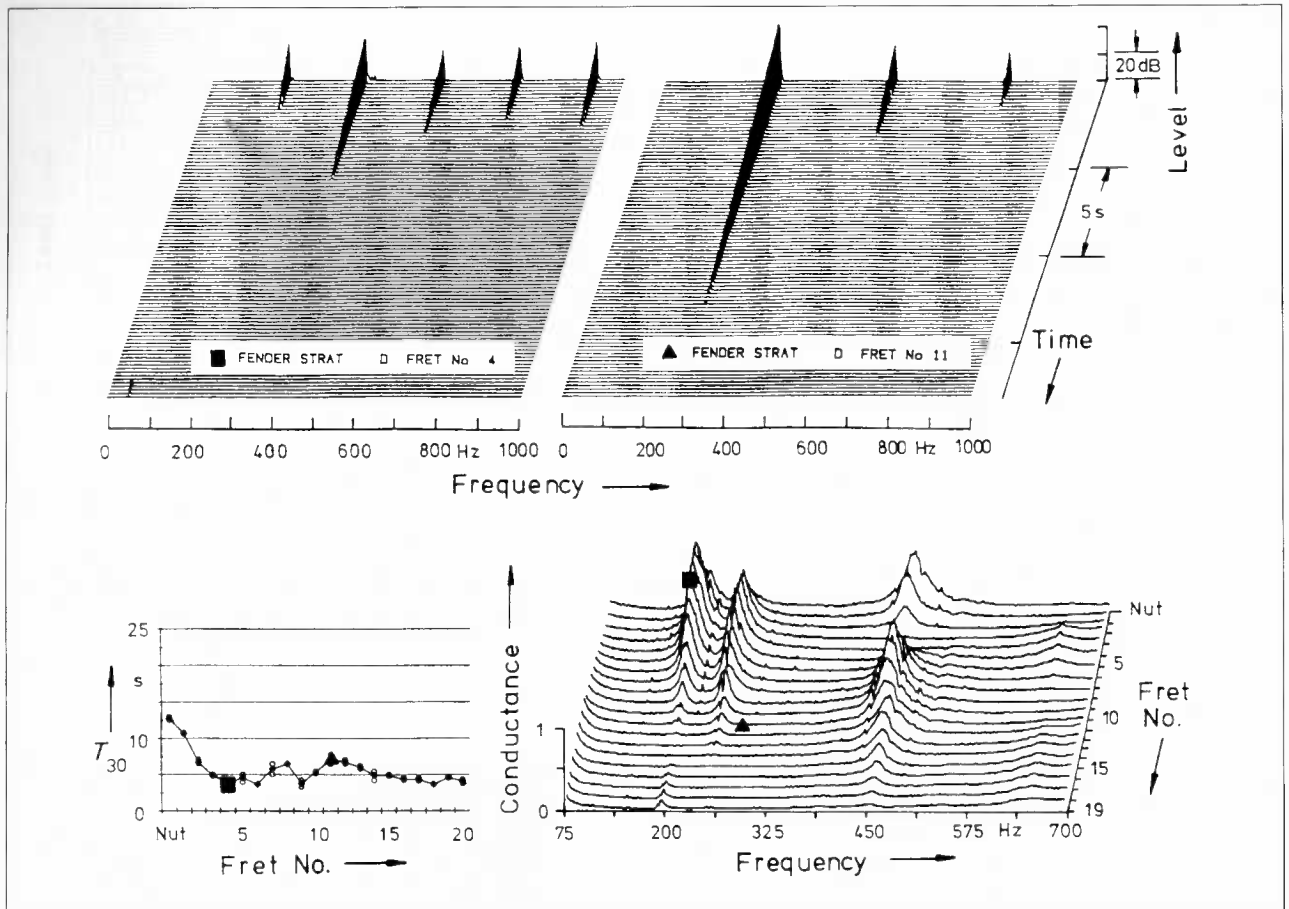 20 dB
Level
5 s
Time
■ FENDER STRAT D FRET No 4
▲ FENDER STRAT D FRET No 11
0 200 400 600 800 Hz 1000
0 200 400 600 800 Hz 1000
Frequency
25
s
10
0
T30
Nut 5 10 15 20
Fret No.
Conductance
1
0
75 200 325 450 575 Hz 700
Frequency
Nut
5
10
15
19
Fret
No.